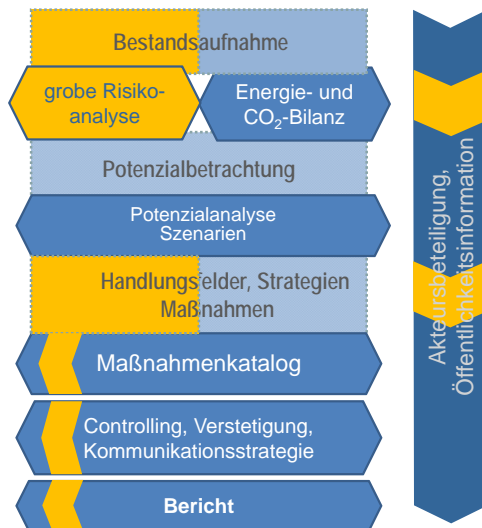 Bestandsaufnahme
grobe Risiko-
analyse
Energie- und
CO₂-Bilanz
Potenzialbetrachtung
Potenzialanalyse
Szenarien
Handlungsfelder, Strategien
Maßnahmen
Maßnahmenkatalog
Controlling, Verstetigung,
Kommunikationsstrategie
Bericht
Akteursbeteiligung,
Öffentlichkeitsinformation